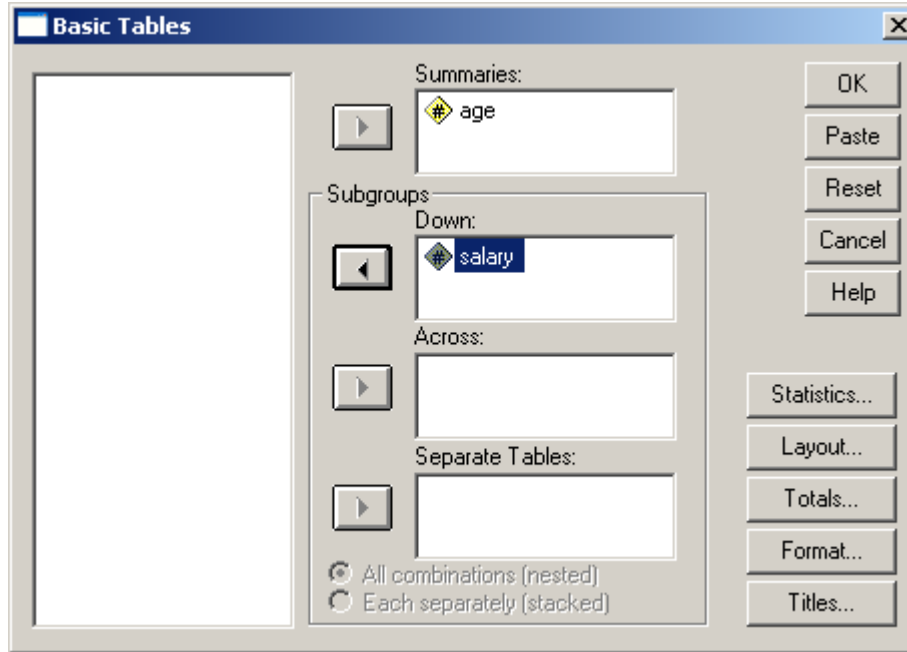 Basic Tables
Summaries:
# age
Subgroups
Down:
# salary
Across:
Separate Tables:
All combinations (nested)
Each separately (stacked)
OK
Paste
Reset
Cancel
Help
Statistics...
Layout...
Totals...
Format...
Titles...